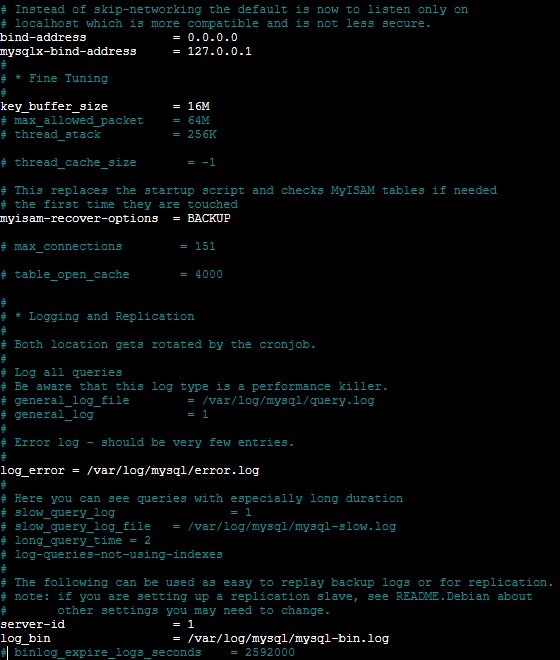 # Instead of skip-networking the default is now to listen only on
# localhost which is more compatible and is not less secure.
bind-address            = 0.0.0.0
mysqlx-bind-address     = 127.0.0.1
#
# * Fine Tuning
#
key_buffer_size         = 16M
# max_allowed_packet    = 64M
# thread_stack          = 256K

# thread_cache_size       = -1

# This replaces the startup script and checks MyISAM tables if needed
# the first time they are touched
myisam-recover-options  = BACKUP

# max_connections        = 151

# table_open_cache       = 4000

#
# * Logging and Replication
#
# Both location gets rotated by the cronjob.
#
# Log all queries
# Be aware that this log type is a performance killer.
# general_log_file        = /var/log/mysql/query.log
# general_log             = 1
#
# Error log - should be very few entries.
#
log_error = /var/log/mysql/error.log
#
# Here you can see queries with especially long duration
# slow_query_log                = 1
# slow_query_log_file   = /var/log/mysql/mysql-slow.log
# long_query_time = 2
# log-queries-not-using-indexes
#
# The following can be used as easy to replay backup logs or for replication.
# note: if you are setting up a replication slave, see README.Debian about
#       other settings you may need to change.
server-id               = 1
log_bin                 = /var/log/mysql/mysql-bin.log
# binlog_expire_logs_seconds    = 2592000